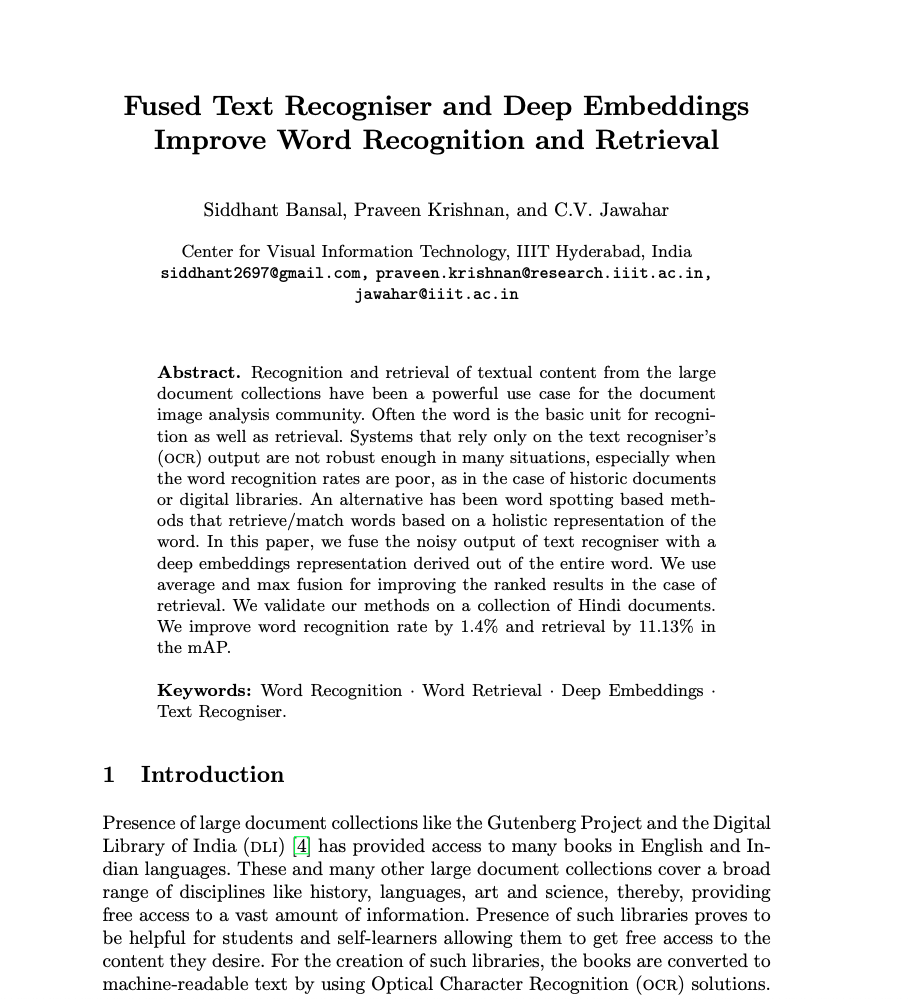 Fused Text Recogniser and Deep Embeddings
Improve Word Recognition and Retrieval
Siddhant Bansal, Praveen Krishnan, and C.V. Jawahar
Center for Visual Information Technology, IIIT Hyderabad, India
siddhant2697@gmail.com, praveen.krishnan@research.iiit.ac.in,
jawahar@iiit.ac.in
Abstract. Recognition and retrieval of textual content from the large
document collections have been a powerful use case for the document
image analysis community. Often the word is the basic unit for recogni-
tion as well as retrieval. Systems that rely only on the text recogniser's
(OCR) output are not robust enough in many situations, especially when
the word recognition rates are poor, as in the case of historic documents
or digital libraries. An alternative has been word spotting based meth-
ods that retrieve/match words based on a holistic representation of the
word. In this paper, we fuse the noisy output of text recogniser with a
deep embeddings representation derived out of the entire word. We use
average and max fusion for improving the ranked results in the case of
retrieval. We validate our methods on a collection of Hindi documents.
We improve word recognition rate by 1.4% and retrieval by 11.13% in
the mAP.
Keywords: Word Recognition · Word Retrieval · Deep Embeddings ·
Text Recogniser.
1 Introduction
Presence of large document collections like the Gutenberg Project and the Digital
Library of India (DLI) [4] has provided access to many books in English and In-
dian languages. These and many other large document collections cover a broad
range of disciplines like history, languages, art and science, thereby, providing
free access to a vast amount of information. Presence of such libraries proves to
be helpful for students and self-learners allowing them to get free access to the
content they desire. For the creation of such libraries, the books are converted to
machine-readable text by using Optical Character Recognition (OCR) solutions.